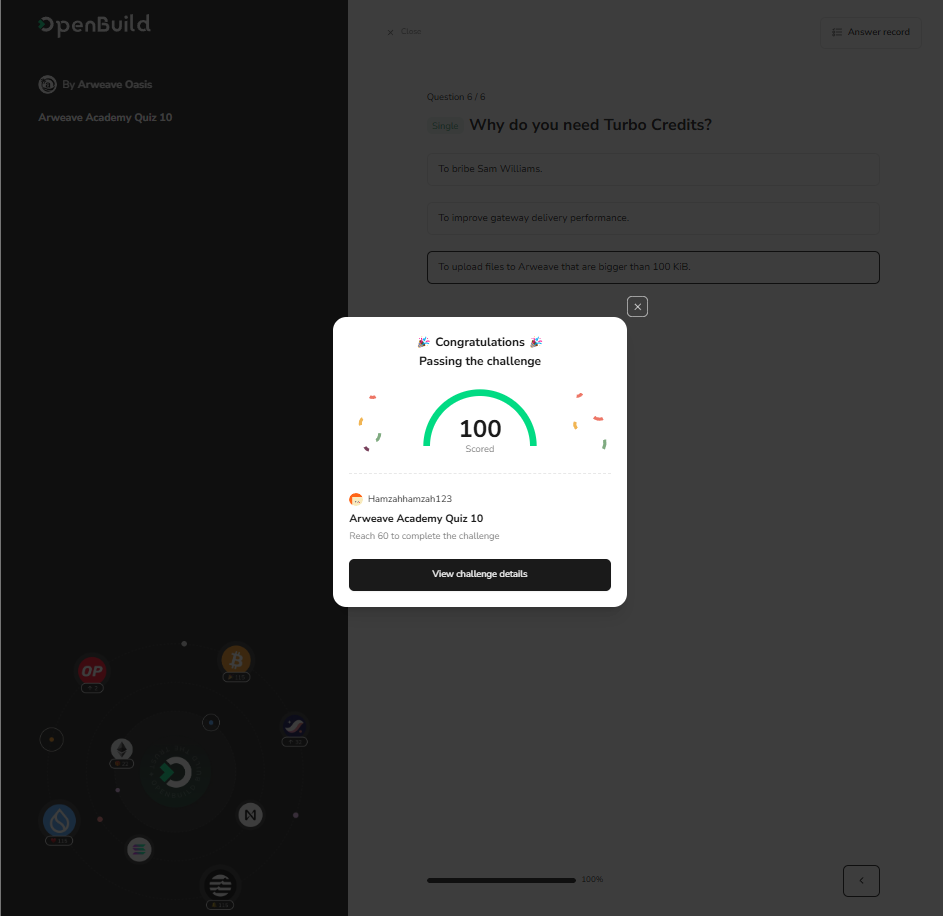 OpenBuild
By Arweave Oasis
Arweave Academy Quiz 10
Close
Answer record
Question 6 / 6
Single Why do you need Turbo Credits?
To bribe Sam Williams.
To improve gateway delivery performance.
To upload files to Arweave that are bigger than 100 KiB.
Congratulations
Passing the challenge
100
Scored
Hamzahhamzah123
Arweave Academy Quiz 10
Reach 60 to complete the challenge
View challenge details
OP
100%